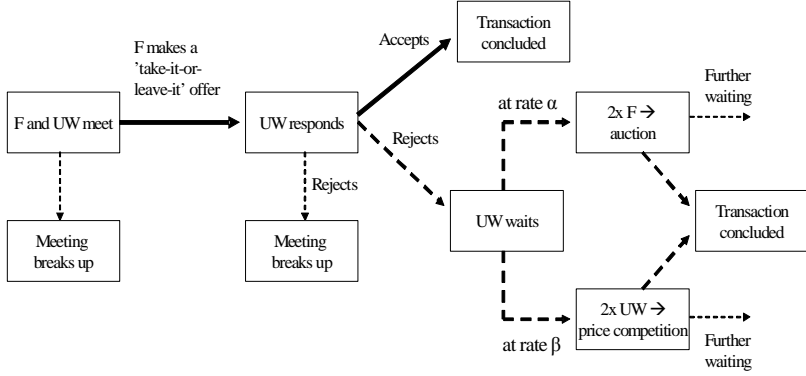 F makes a
'take-it-or-
leave-it' offer
Accepts
Transaction
concluded
F and UW meet
UW responds
Rejects
at rate α
2x F →
auction
Further
waiting
Rejects
Meeting
breaks up
Meeting
breaks up
UW waits
Transaction
concluded
at rate β
2x UW →
price competition
Further
waiting